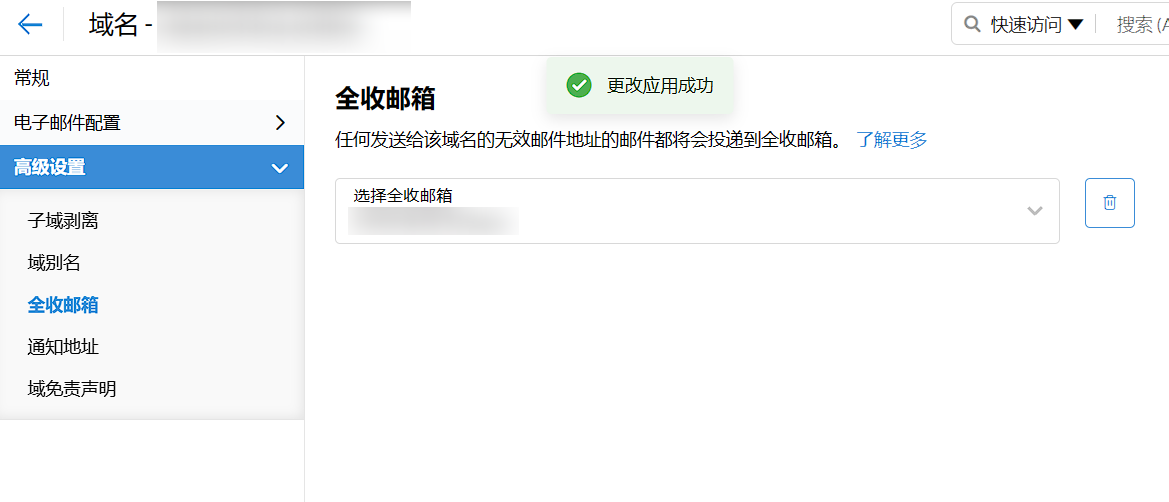 域名 -
快速访问
搜索 (A
常规
电子邮件配置
高级设置
子域剥离
域别名
全收邮箱
通知地址
域免责声明
更改应用成功
全收邮箱
任何发送给该域名的无效邮件地址的邮件都将会投递到全收邮箱。 了解更多
选择全收邮箱